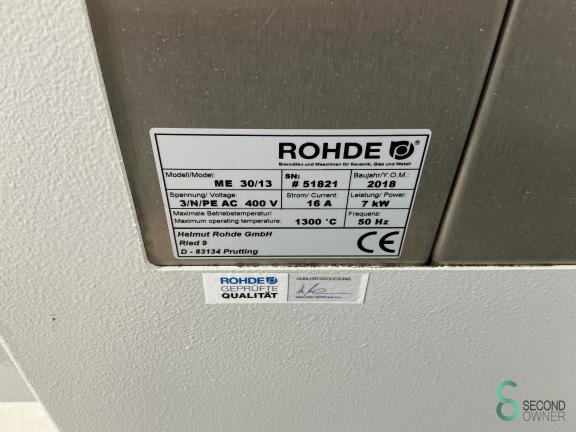 ROHDE ®
Brennöfen und Maschinen für Keramik, Glas und Metall
Modell/Model: ME 30/13
SN: # 51821
Baujahr/Y.O.M.: 2018
Spannung/ Voltage: 3/N/PE AC 400 V
Strom/ Current: 16 A
Leistung/ Power: 7 kW
Maximale Betriebstemperatur/
Maximum operating temperature: 1300 °C
Frequenz: 50 Hz
Helmut Rohde GmbH
Ried 9
D - 83134 Prutting
CE
ROHDE
GEPRÜFTE
QUALITÄT
QUALITÄTSSICHERUNG
SECOND
OWNER